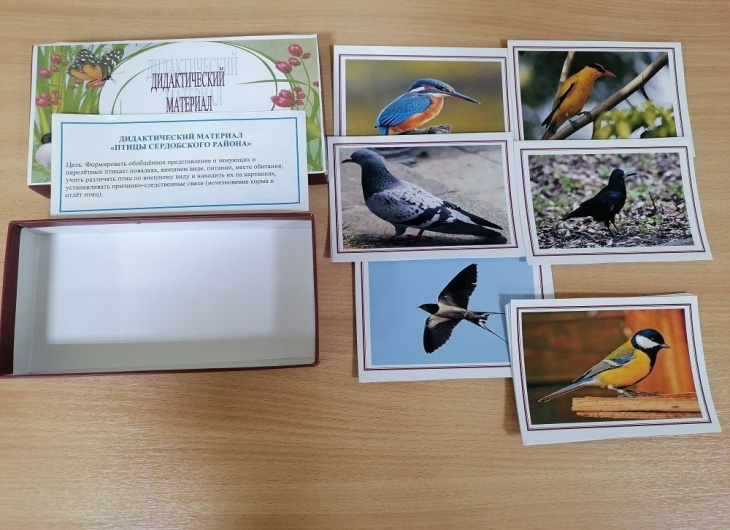 ДИДАКТИЧЕСКИЙ
МАТЕРИАЛ
ДИДАКТИЧЕСКИЙ МАТЕРИАЛ
«ПТИЦЫ СЕРДОБСКОГО РАЙОНА»
Цель. Формировать обобщённое представление о зимующих и
перелётных птицах: повадках, внешнем виде, питании, месте обитания;
учить различать птиц по внешнему виду и находить их на картинках,
устанавливать причинно-следственные связи (исчезновение корма и
отлёт птиц).